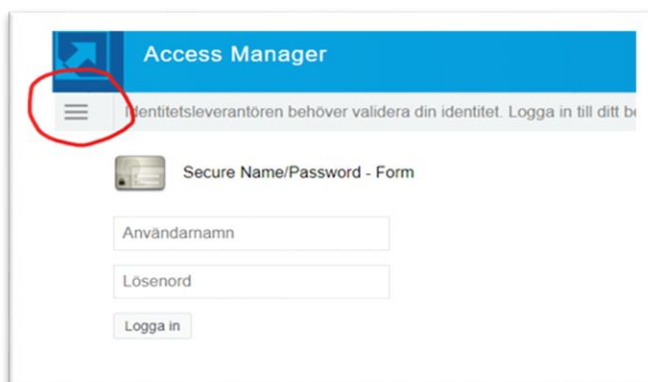 Access Manager
Identitetsleverantören behöver validera din identitet. Logga in till ditt
Secure Name/Password - Form
Användarnamn
Lösenord
Logga in